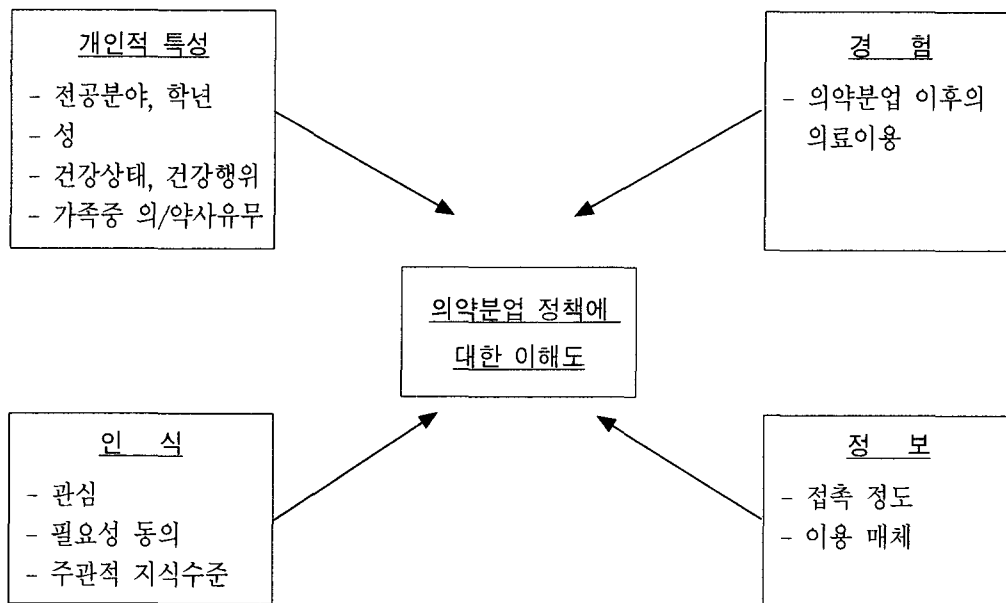 개인적 특성
- 전공분야, 학년
- 성
- 건강상태, 건강행위
- 가족중 의/약사유무
경 험
- 의약분업 이후의
의료이용
의약분업 정책에
대한 이해도
인 식
- 관심
- 필요성 동의
- 주관적 지식수준
정 보
- 접촉 정도
- 이용 매체